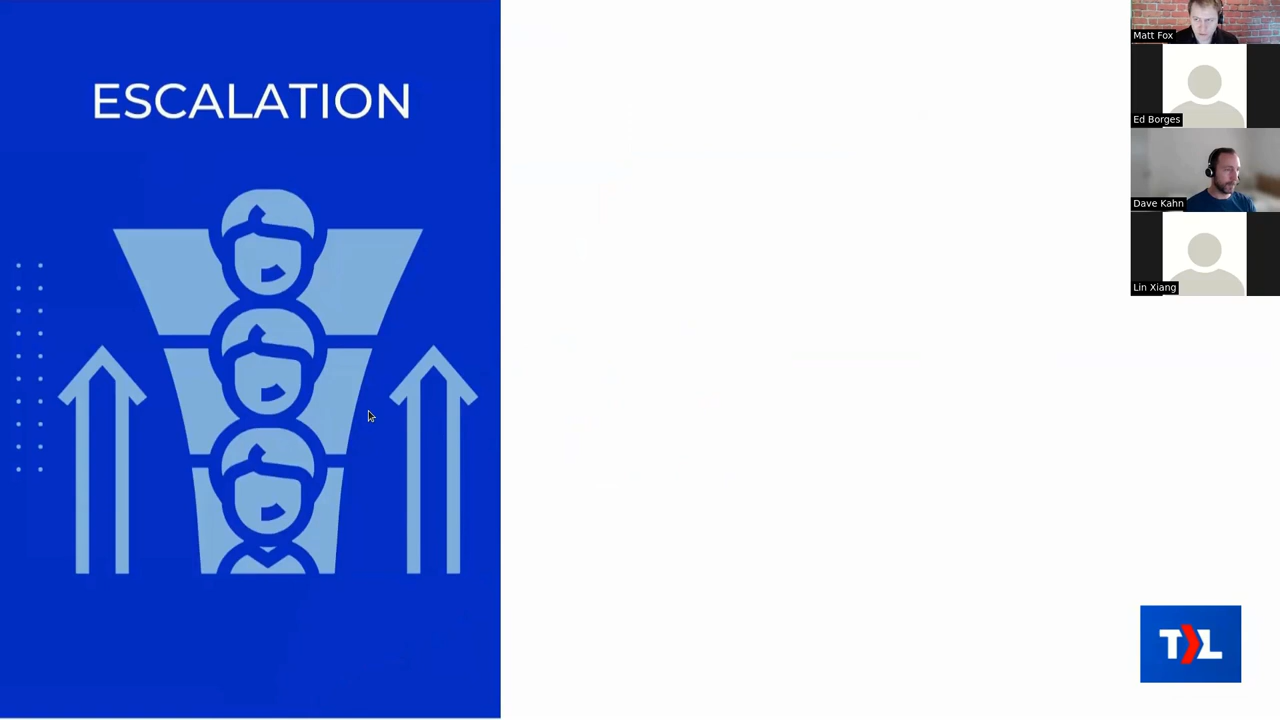 ESCALATION
Matt Fox
Ed Borges
Dave Kahn
Lin Xiang
TL